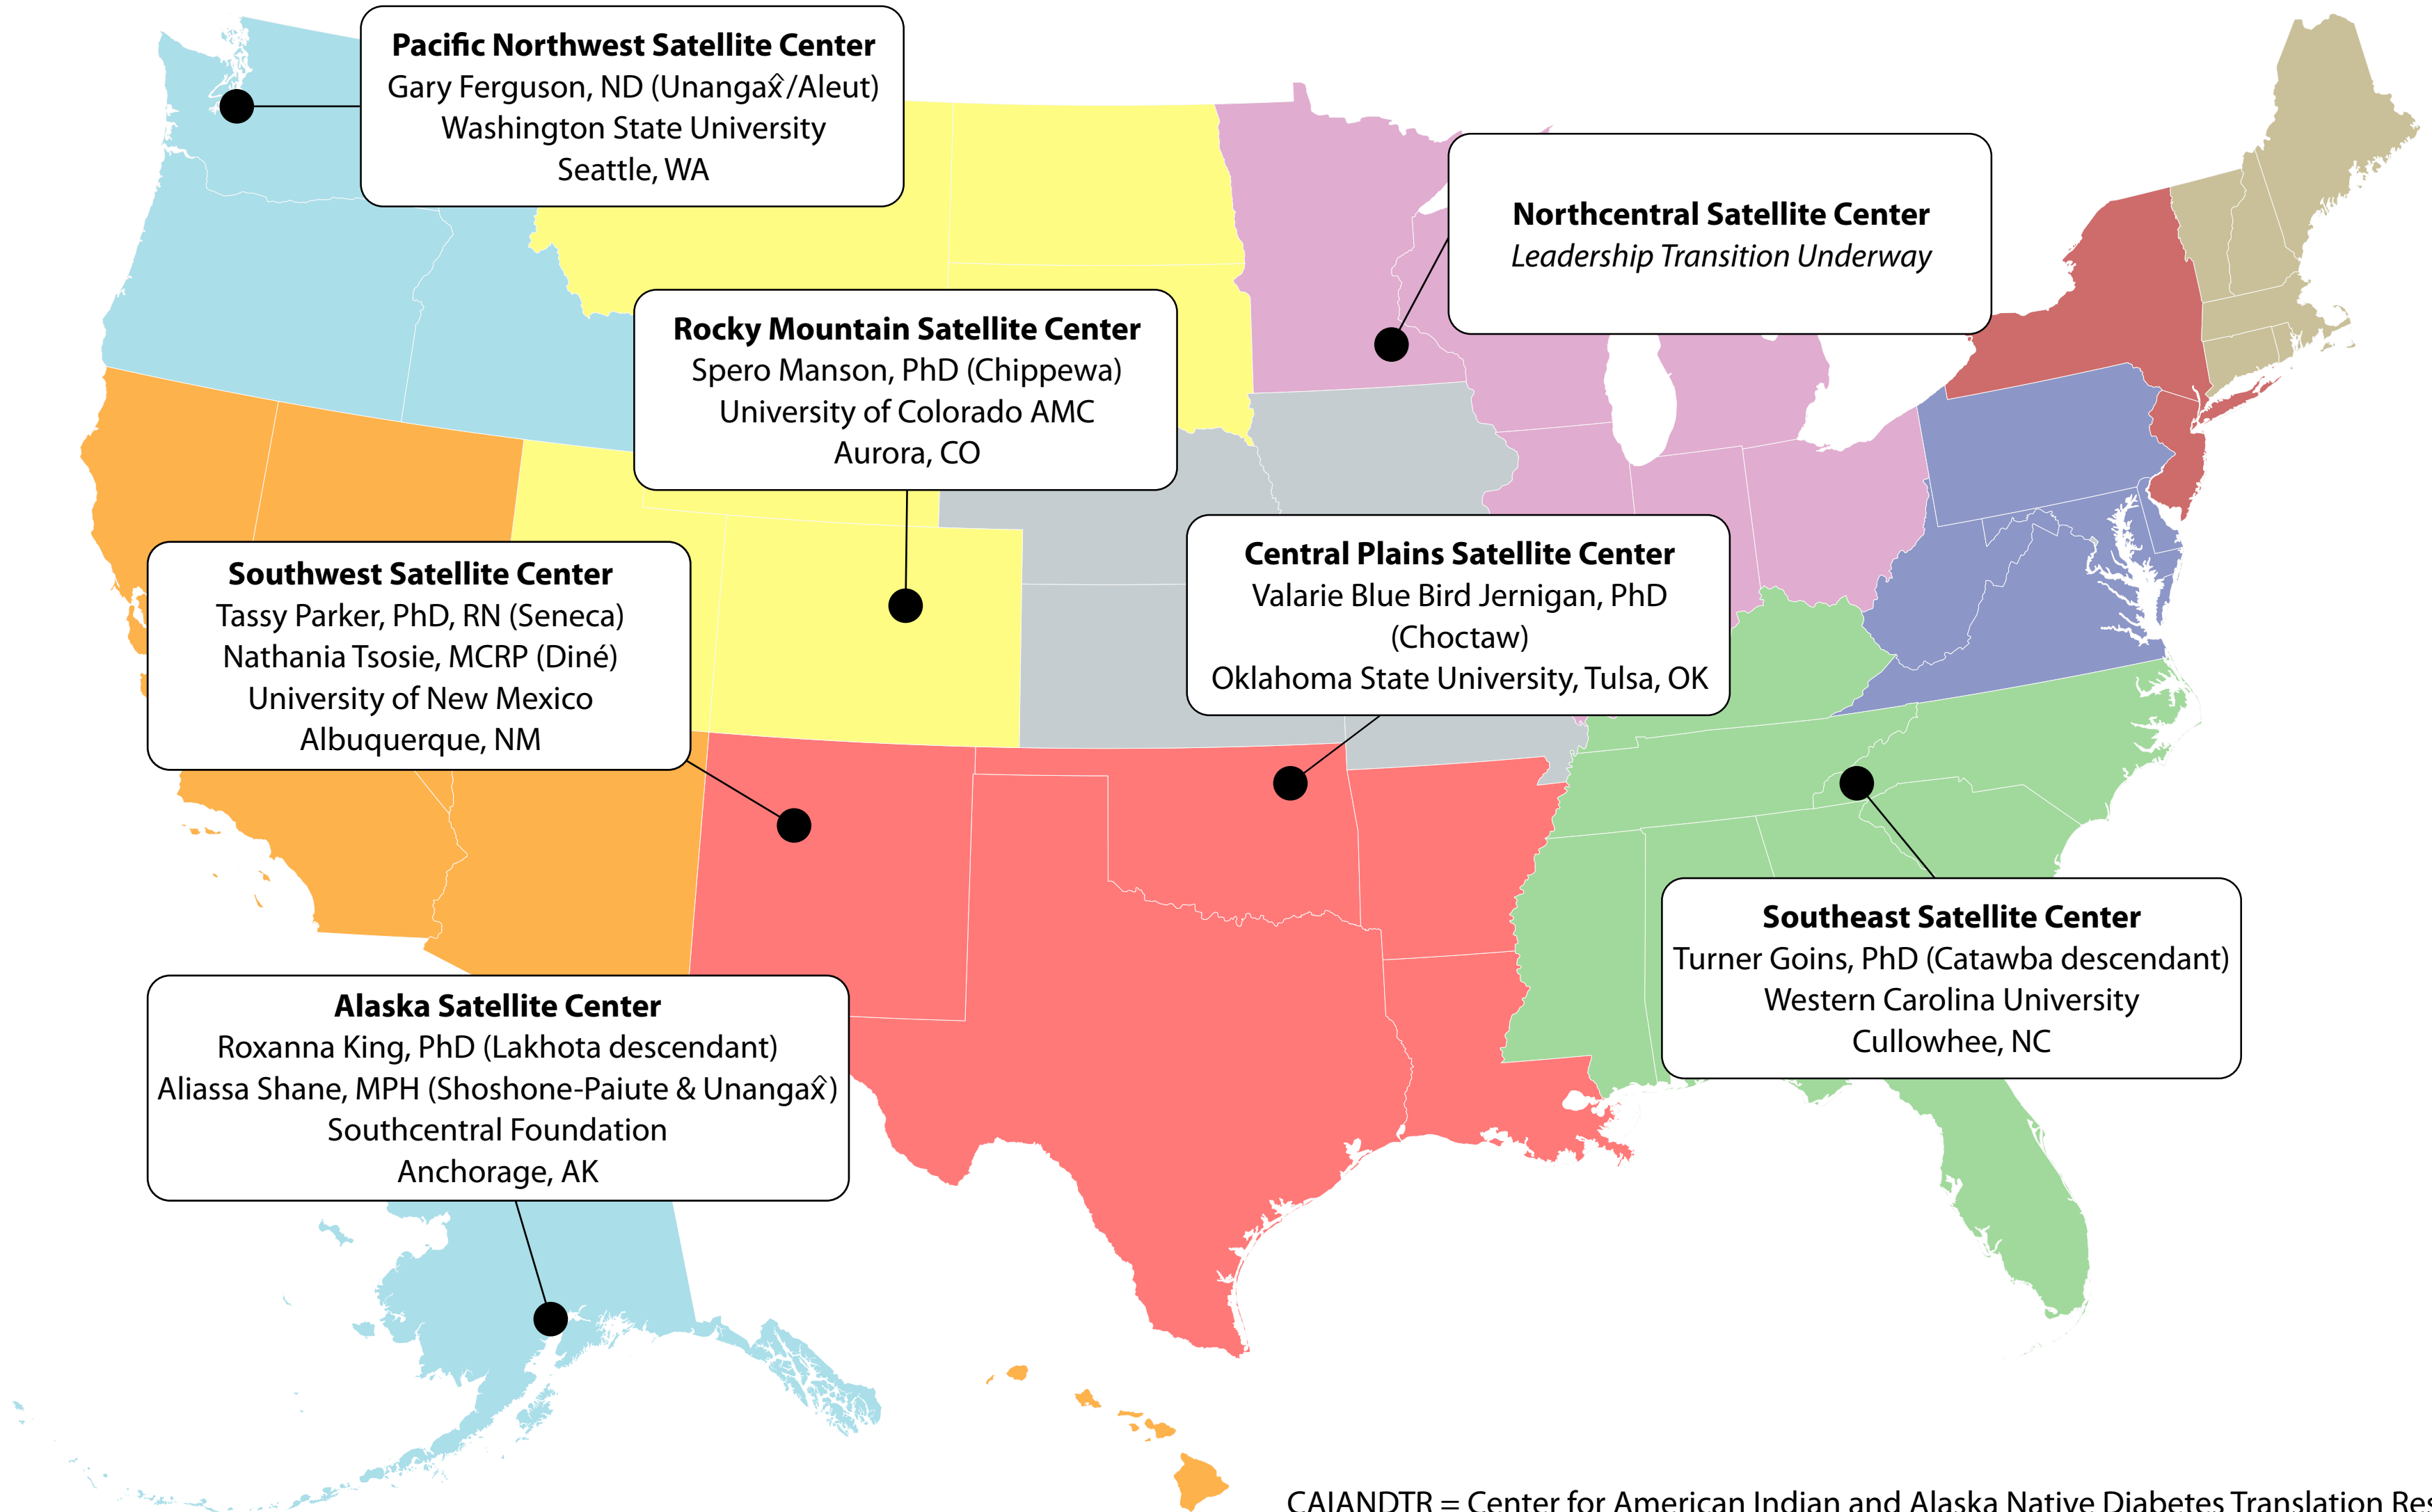 Pacific Northwest Satellite Center
Gary Ferguson, ND (Unangax̂/Aleut)
Washington State University
Seattle, WA
Northcentral Satellite Center
Leadership Transition Underway
Rocky Mountain Satellite Center
Spero Manson, PhD (Chippewa)
University of Colorado AMC
Aurora, CO
Southwest Satellite Center
Tassy Parker, PhD, RN (Seneca)
Nathania Tsosie, MCRP (Diné)
University of New Mexico
Albuquerque, NM
Central Plains Satellite Center
Valarie Blue Bird Jernigan, PhD
(Choctaw)
Oklahoma State University, Tulsa, OK
Southeast Satellite Center
Turner Goins, PhD (Catawba descendant)
Western Carolina University
Cullowhee, NC
Alaska Satellite Center
Roxanna King, PhD (Lakhota descendant)
Aliassa Shane, MPH (Shoshone-Paiute & Unangax̂)
Southcentral Foundation
Anchorage, AK
CAIANDTR = Center for American Indian and Alaska Native Diabetes Translation